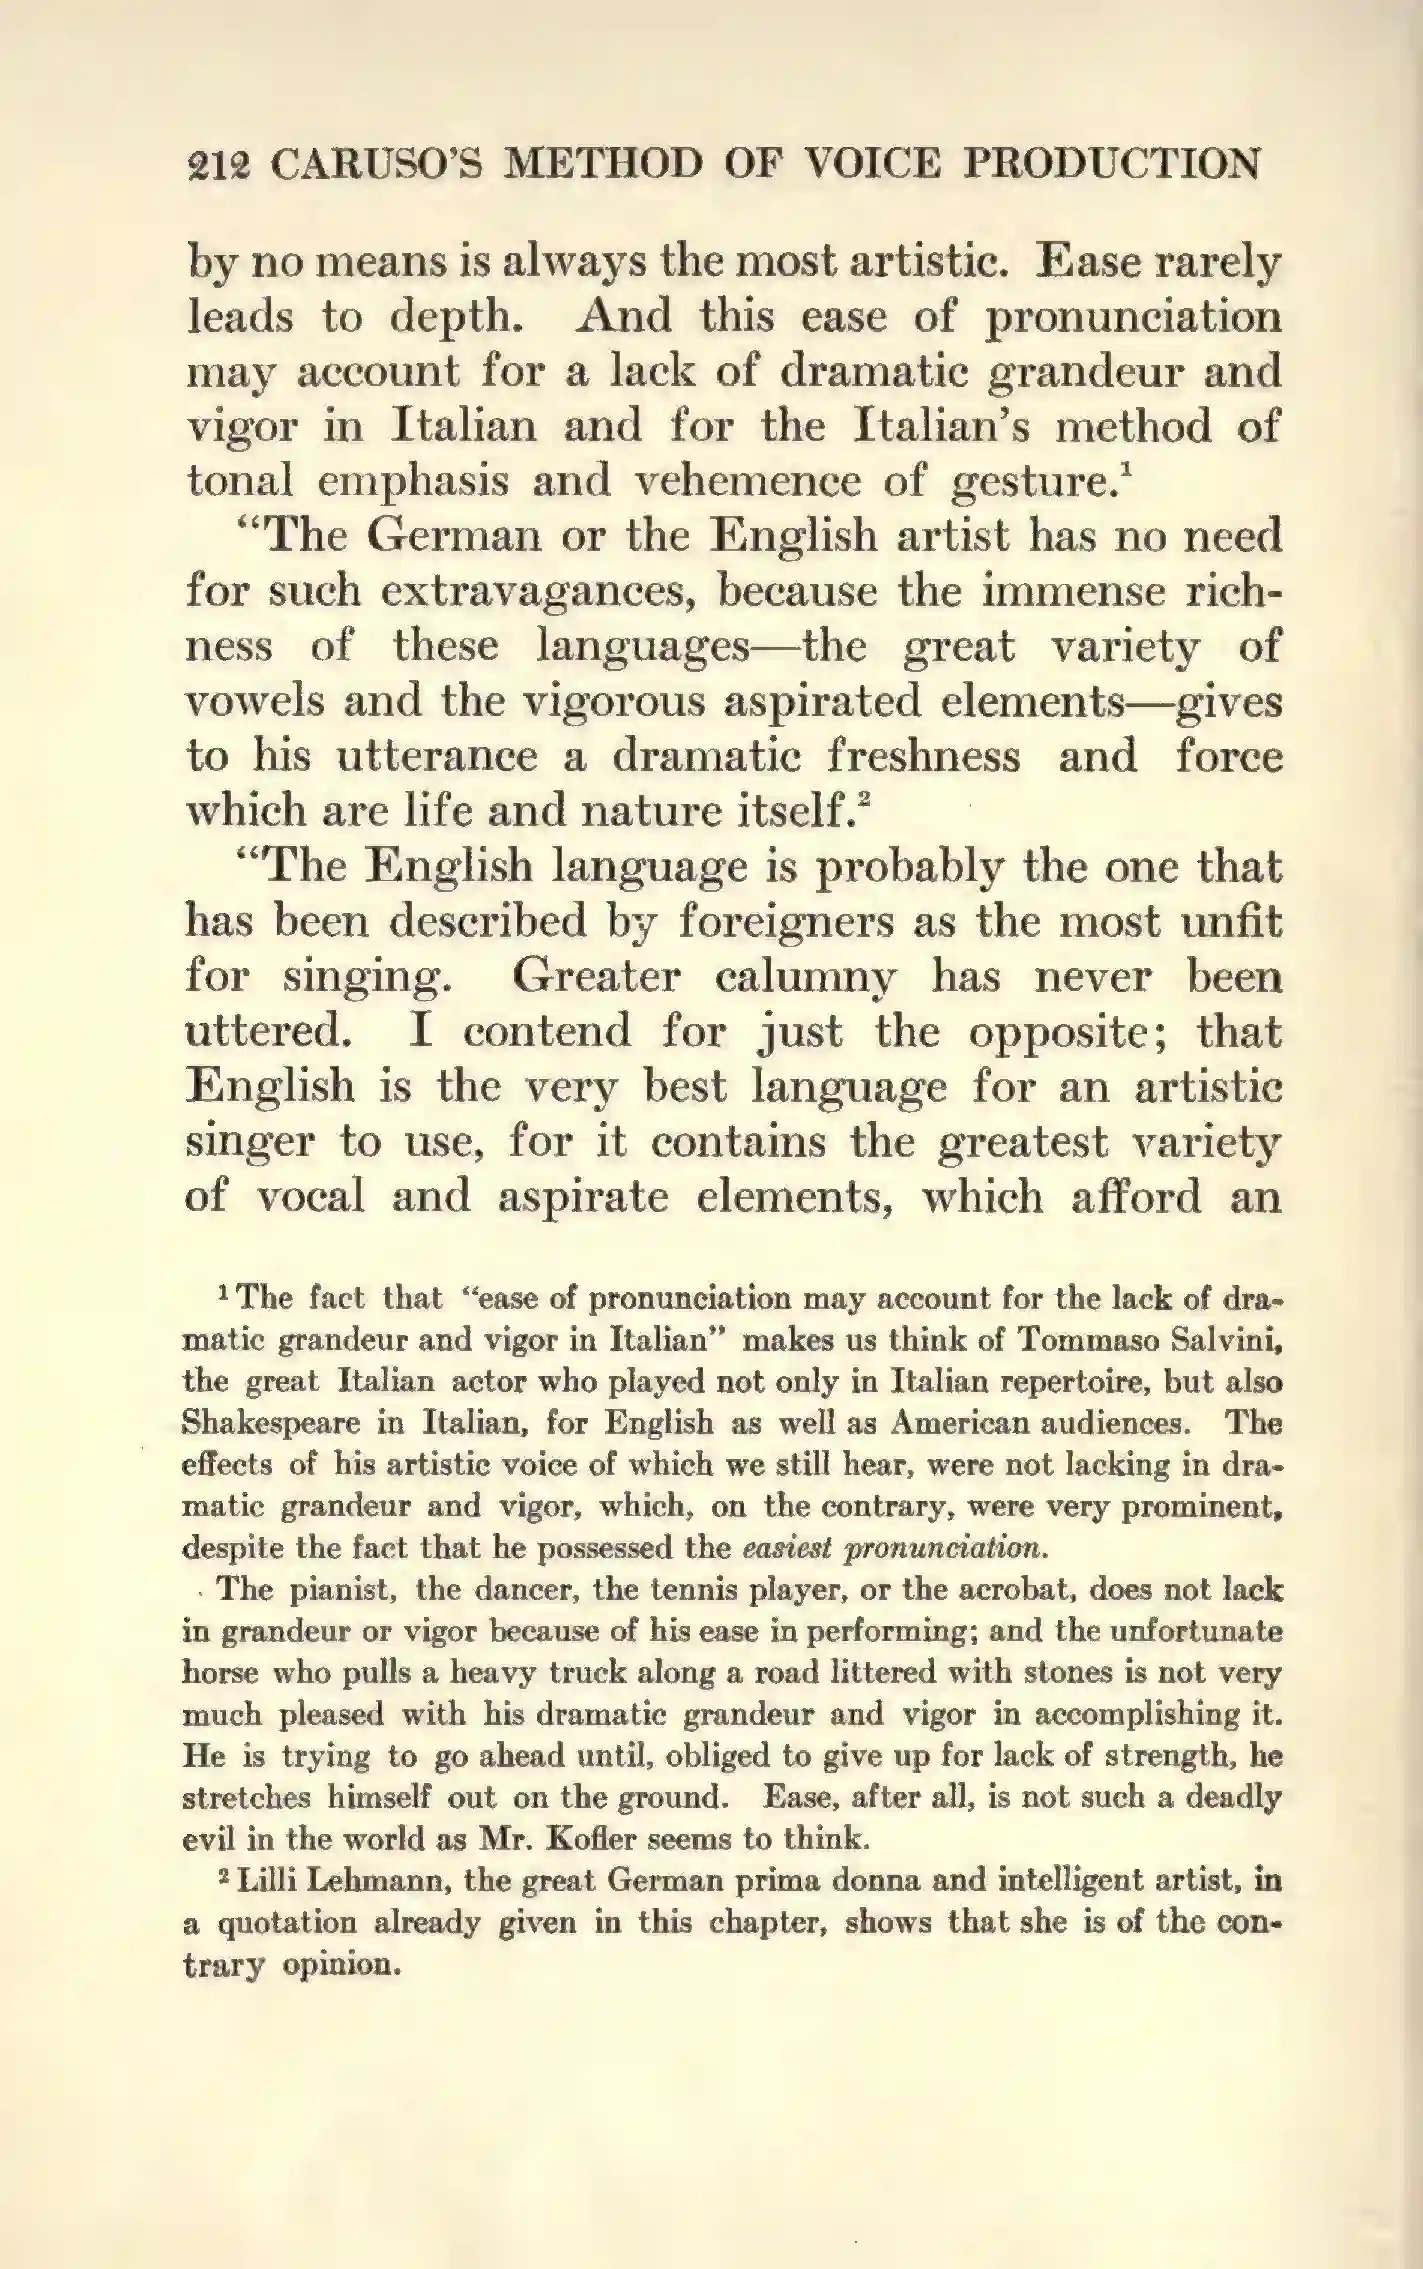 212 CARUSO'S METHOD OF VOICE PRODUCTION
by no means is always the most artistic. Ease rarely
leads to depth. And this ease of pronunciation
may account for a lack of dramatic grandeur and
vigor in Italian and for the Italian's method of
tonal emphasis and vehemence of gesture.¹
“The German or the English artist has no need
for such extravagances, because the immense rich-
ness of these languages—the great variety of
vowels and the vigorous aspirated elements—gives
to his utterance a dramatic freshness and force
which are life and nature itself.²
“The English language is probably the one that
has been described by foreigners as the most unfit
for singing. Greater calumny has never been
uttered. I contend for just the opposite; that
English is the very best language for an artistic
singer to use, for it contains the greatest variety
of vocal and aspirate elements, which afford an
¹ The fact that “ease of pronunciation may account for the lack of dra-
matic grandeur and vigor in Italian” makes us think of Tommaso Salvini,
the great Italian actor who played not only in Italian repertoire, but also
Shakespeare in Italian, for English as well as American audiences. The
effects of his artistic voice of which we still hear, were not lacking in dra-
matic grandeur and vigor, which, on the contrary, were very prominent,
despite the fact that he possessed the easiest pronunciation.
The pianist, the dancer, the tennis player, or the acrobat, does not lack
in grandeur or vigor because of his ease in performing; and the unfortunate
horse who pulls a heavy truck along a road littered with stones is not very
much pleased with his dramatic grandeur and vigor in accomplishing it.
He is trying to go ahead until, obliged to give up for lack of strength, he
stretches himself out on the ground. Ease, after all, is not such a deadly
evil in the world as Mr. Kofler seems to think.
² Lilli Lehmann, the great German prima donna and intelligent artist, in
a quotation already given in this chapter, shows that she is of the con-
trary opinion.